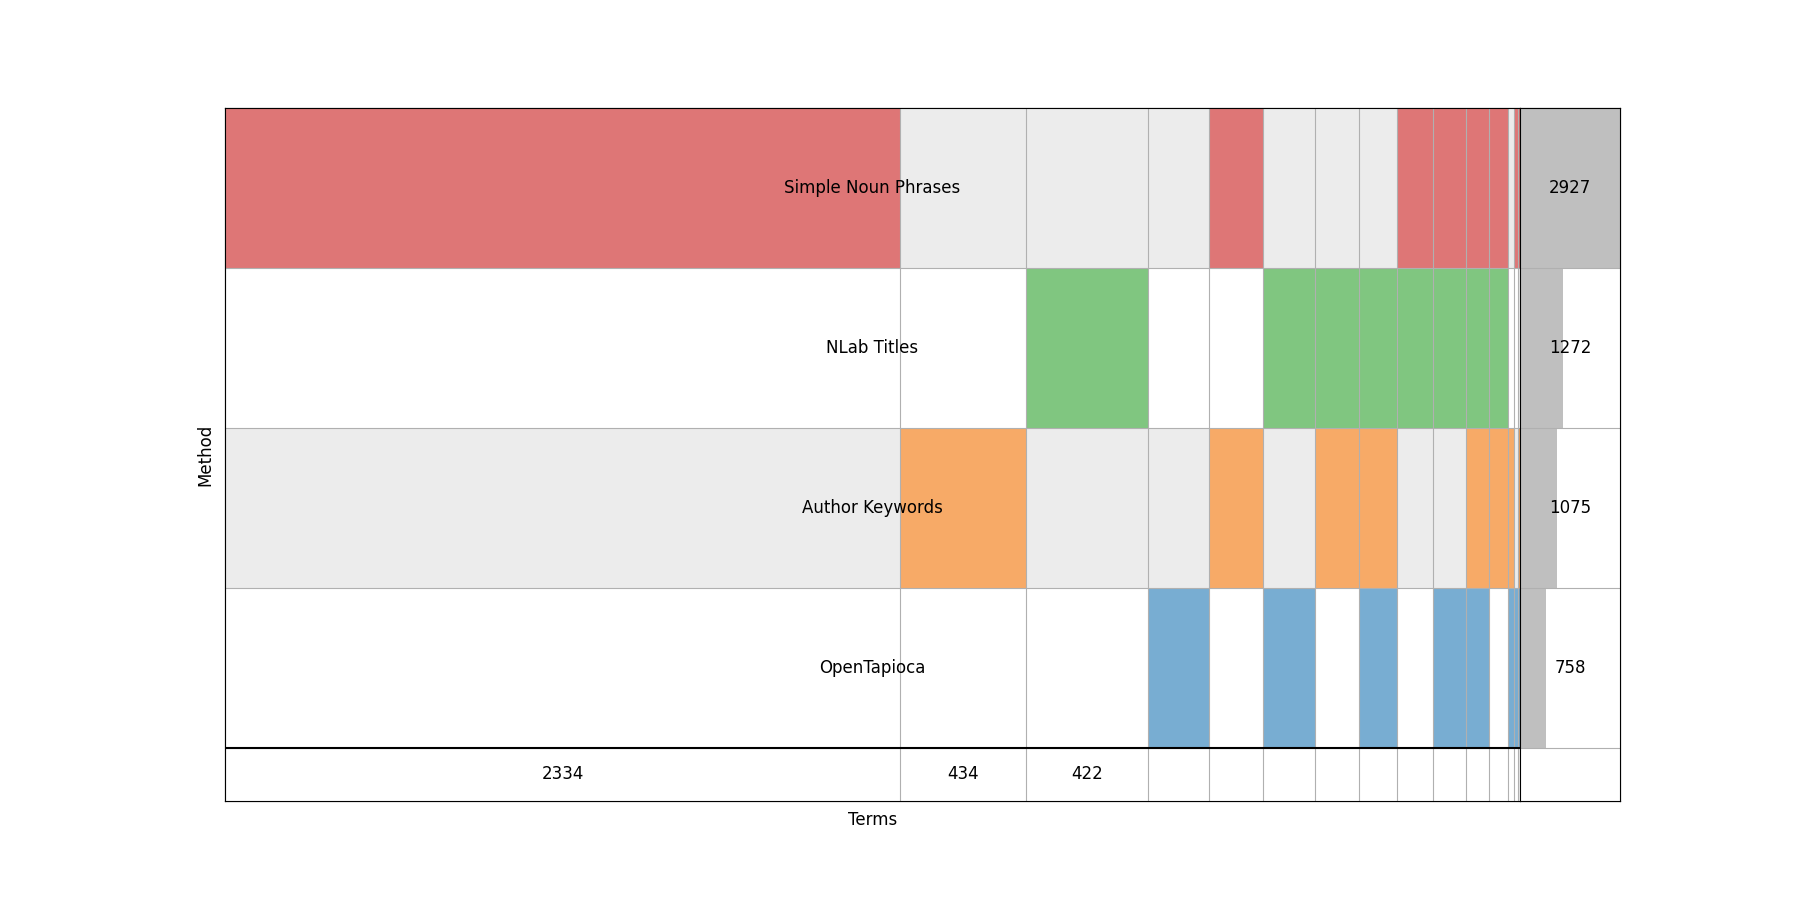 Simple Noun Phrases
2927
NLab Titles
1272
Method
Author Keywords
1075
OpenTapioca
758
2334
434
422
Terms